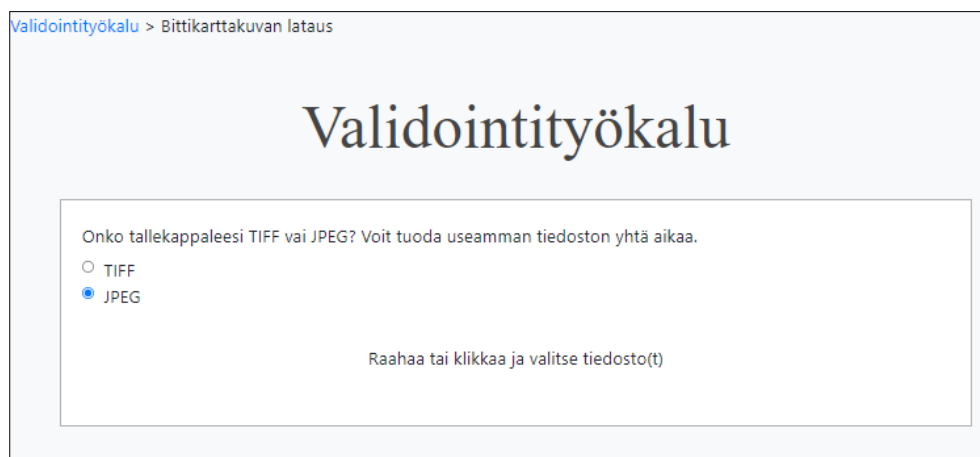 Validointityökalu > Bittikarttakuvan lataus
Validointityökalu
Onko tallekappaleesi TIFF vai JPEG? Voit tuoda useamman tiedoston yhtä aikaa.
TIFF
JPEG
Raahaa tai klikkaa ja valitse tiedosto(t)